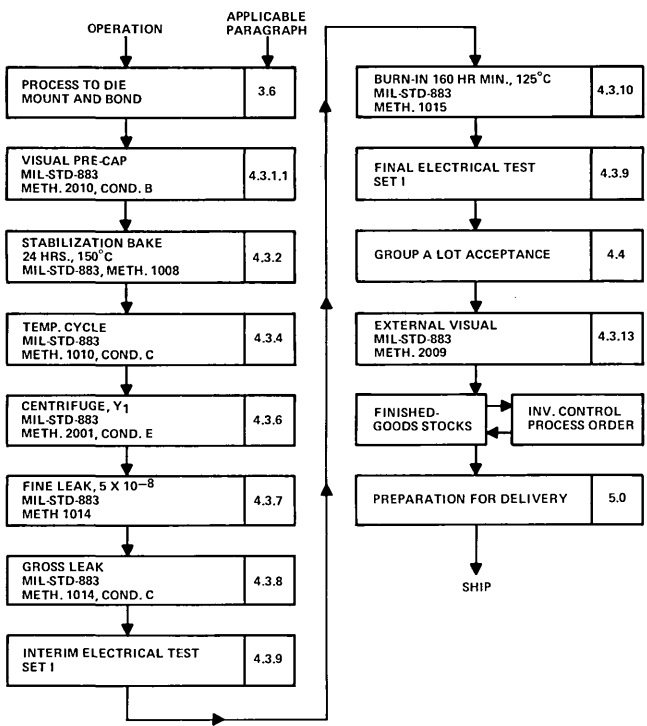 OPERATION
APPLICABLE
PARAGRAPH
PROCESS TO DIE
MOUNT AND BOND
3.6
VISUAL PRE-CAP
MIL-STD-883
METH. 2010, COND. B
4.3.1.1
STABILIZATION BAKE
24 HRS., 150°C
MIL-STD-883, METH. 1008
4.3.2
TEMP. CYCLE
MIL-STD-883
METH. 1010, COND. C
4.3.4
CENTRIFUGE, Y1
MIL-STD-883
METH. 2001, COND. E
4.3.6
FINE LEAK, 5 X 10–8
MIL-STD-883
METH 1014
4.3.7
GROSS LEAK
MIL-STD-883
METH. 1014, COND. C
4.3.8
INTERIM ELECTRICAL TEST
SET I
4.3.9
BURN-IN 160 HR MIN., 125°C
MIL-STD-883
METH. 1015
4.3.10
FINAL ELECTRICAL TEST
SET I
4.3.9
GROUP A LOT ACCEPTANCE
4.4
EXTERNAL VISUAL
MIL-STD-883
METH. 2009
4.3.13
FINISHED-
GOODS STOCKS
INV. CONTROL
PROCESS ORDER
PREPARATION FOR DELIVERY
5.0
SHIP